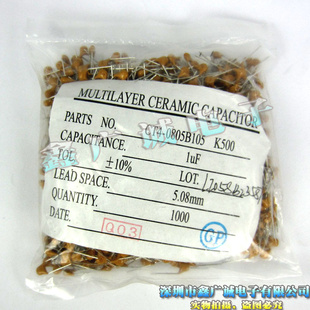 MULTILAYER CERAMIC CAPACITOR
PARTS NO. CT4-0805B105 K500
CAPACITANCE. 1uF
TOL. ±10% LOT.
LEAD SPACE. 5.08mm
QUANTITY. 1000
DATE.
Q03
GP
深圳市鑫广诚电子有限公司
实物拍摄,盗图必究!